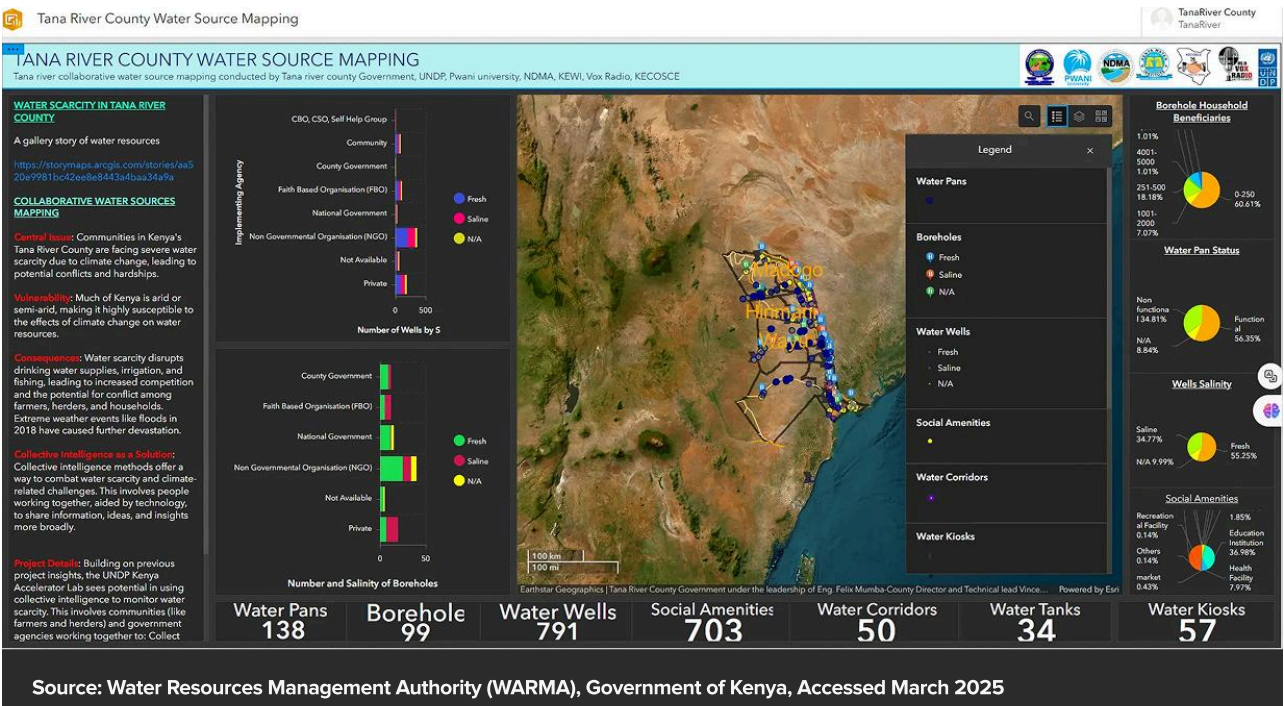 Tana River County Water Source Mapping
TanaRiver County
TanaRiver
TANA RIVER COUNTY WATER SOURCE MAPPING
Tana river collaborative water source mapping conducted by Tana river county Government, UNDP, Pwani university, NDMA, KEWI, Vox Radio, KECOSCE
PWANI
University
NDMA
VOX
RADIO
U N
D P
WATER SCARCITY IN TANA RIVER
COUNTY
A gallery story of water resources
https://storymaps.arcgis.com/stories/aa5
20e9981bc42ee8e8443a4baa34a9a
COLLABORATIVE WATER SOURCES
MAPPING
Central Issue: Communities in Kenya's
Tana River County are facing severe water
scarcity due to climate change, leading to
potential conflicts and hardships.
Vulnerability: Much of Kenya is arid or
semi-arid, making it highly susceptible to
the effects of climate change on water
resources.
Consequences: Water scarcity disrupts
drinking water supplies, irrigation, and
fishing, leading to increased competition
and the potential for conflict among
farmers, herders, and households.
Extreme weather events like floods in
2018 have caused further devastation.
Collective Intelligence as a Solution:
Collective intelligence methods offer a
way to combat water scarcity and climate-
related challenges. This involves people
working together, aided by technology,
to share information, ideas, and insights
more broadly.
Project Details: Building on previous
project insights, the UNDP Kenya
Accelerator Lab sees potential in using
collective intelligence to monitor water
scarcity. This involves communities (like
farmers and herders) and government
agencies working together to: Collect
Implementing Agency
CBO, CSO, Self Help Group
Community
County Government
Faith Based Organisation (FBO)
National Government
Non Governmental Organisation (NGO)
Not Available
Private
0
500
Number of Wells by S
Fresh
Saline
N/A
County Government
Faith Based Organisation (FBO)
National Government
Non Governmental Organisation (NGO)
Not Available
Private
0
50
Number and Salinity of Boreholes
Fresh
Saline
N/A
Madogo
Hirimani
Wayu
100 km
100 mi
Earthstar Geographics | Tana River County Government under the leadership of Eng. Felix Mumba-County Director and Technical lead Vince...
Powered by Esri
Legend
Water Pans
Boreholes
Fresh
Saline
N/A
Water Wells
Fresh
Saline
N/A
Social Amenities
Water Corridors
Water Kiosks
Borehole Household
Beneficiaries
1.01%
4001-
5000
1.01%
251-500
18.18%
1001-
2000
7.07%
0-250
60.61%
Water Pan Status
Non
functiona
l 34.81%
N/A
8.84%
Function
al
56.35%
Wells Salinity
Saline
34.77%
N/A 9.99%
Fresh
55.25%
Social Amenities
Recreation
al Facility
0.14%
Others
0.14%
market
0.43%
1.85%
Education
Institution
36.98%
Health
Facility
7.97%
Water Pans
138
Borehole
99
Water Wells
791
Social Amenities
703
Water Corridors
50
Water Tanks
34
Water Kiosks
57
Source: Water Resources Management Authority (WARMA), Government of Kenya, Accessed March 2025